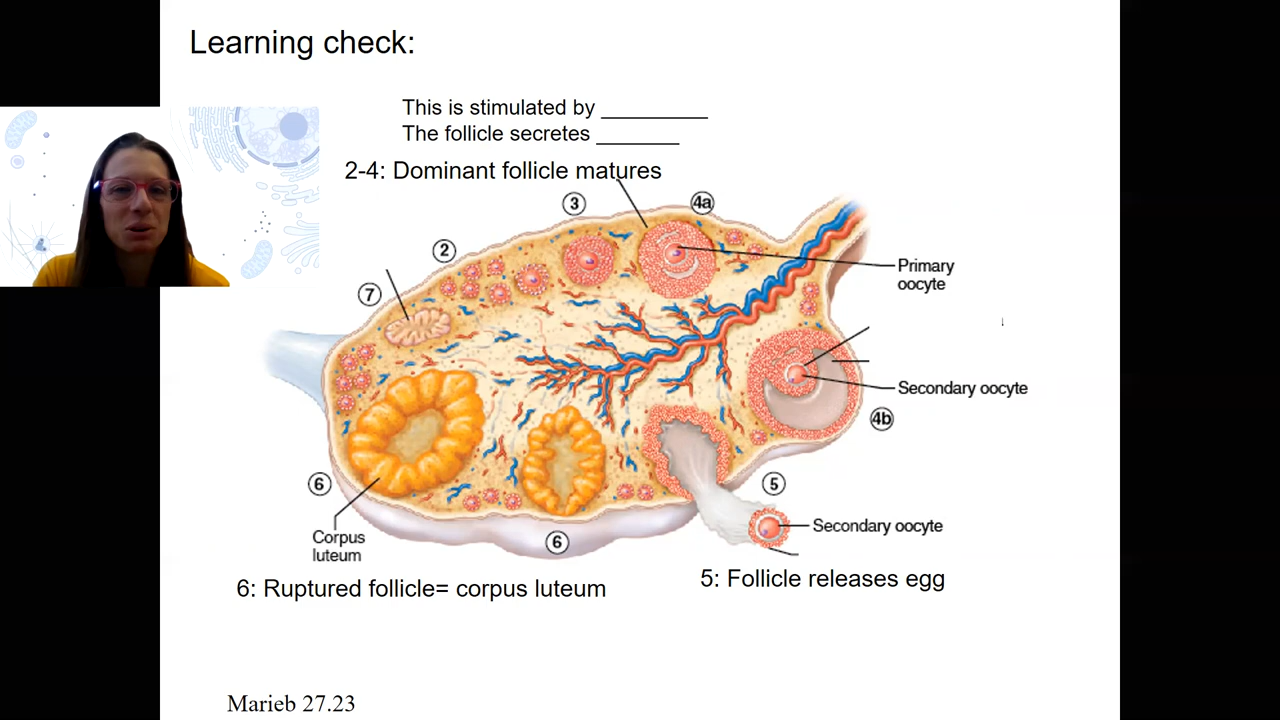 Learning check:
This is stimulated by __________
The follicle secretes ________
2-4: Dominant follicle matures
3
4a
2
7
Primary
oocyte
Secondary oocyte
4b
6
5
Corpus
luteum
6
Secondary oocyte
6: Ruptured follicle= corpus luteum
5: Follicle releases egg
Marieb 27.23